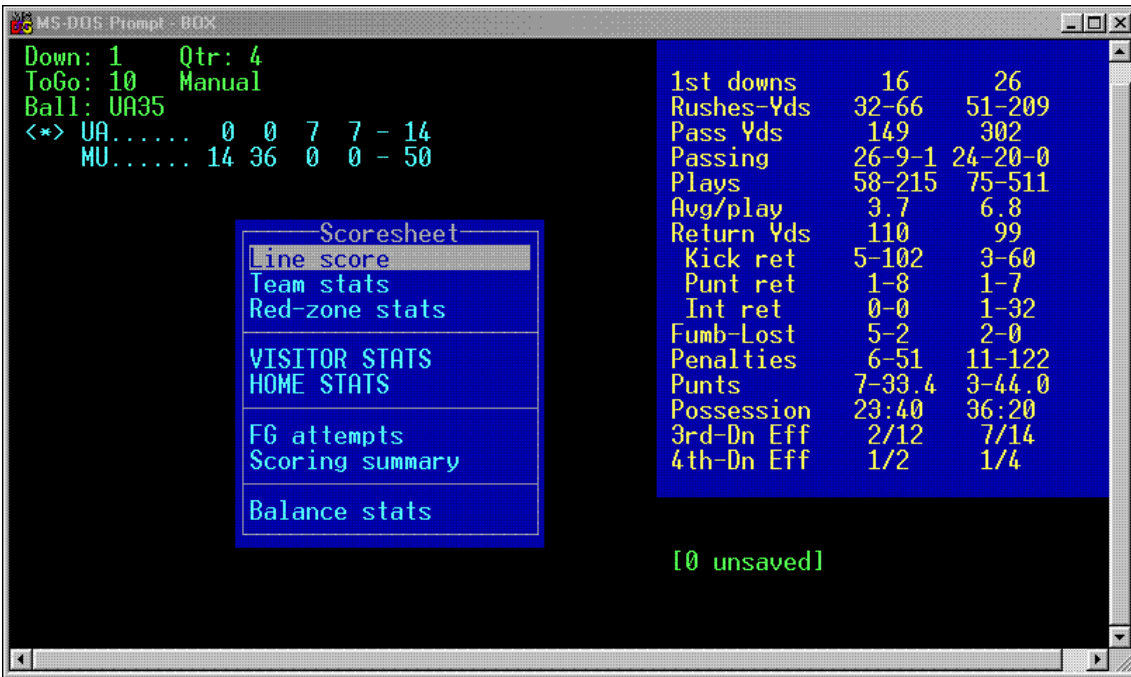 MS-DOS Prompt - BOX
Down: 1 Qtr: 4
ToGo: 10 Manual
Ball: UA35
<*> UA...... 0 0 7 7 - 14
MU...... 14 36 0 0 - 50
Scoresheet
Line score
Team stats
Red-zone stats
VISITOR STATS
HOME STATS
FG attempts
Scoring summary
Balance stats
1st downs 16 26
Rushes-Yds 32-66 51-209
Pass Yds 149 302
Passing 26-9-1 24-20-0
Plays 58-215 75-511
Avg/play 3.7 6.8
Return Yds 110 99
Kick ret 5-102 3-60
Punt ret 1-8 1-7
Int ret 0-0 1-32
Fumb-Lost 5-2 2-0
Penalties 6-51 11-122
Punts 7-33.4 3-44.0
Possession 23:40 36:20
3rd-Dn Eff 2/12 7/14
4th-Dn Eff 1/2 1/4
[0 unsaved]